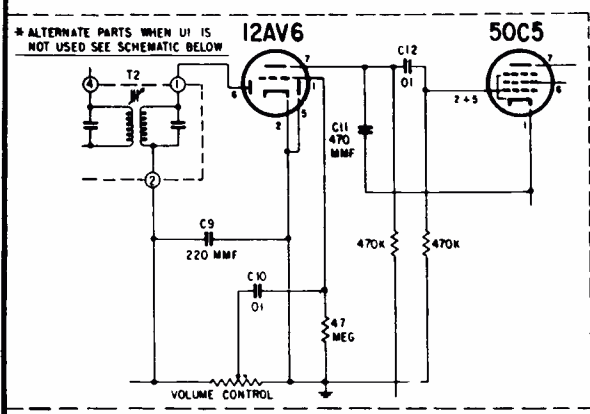 * ALTERNATE PARTS WHEN U1 IS
NOT USED SEE SCHEMATIC BELOW
12AV6
50C5
T2
4
1
6
7
1
5
2
C12
01
7
6
2+5
1
C11
470
MMF
2
C9
220 MMF
470K
470K
C10
01
47
MEG
VOLUME CONTROL